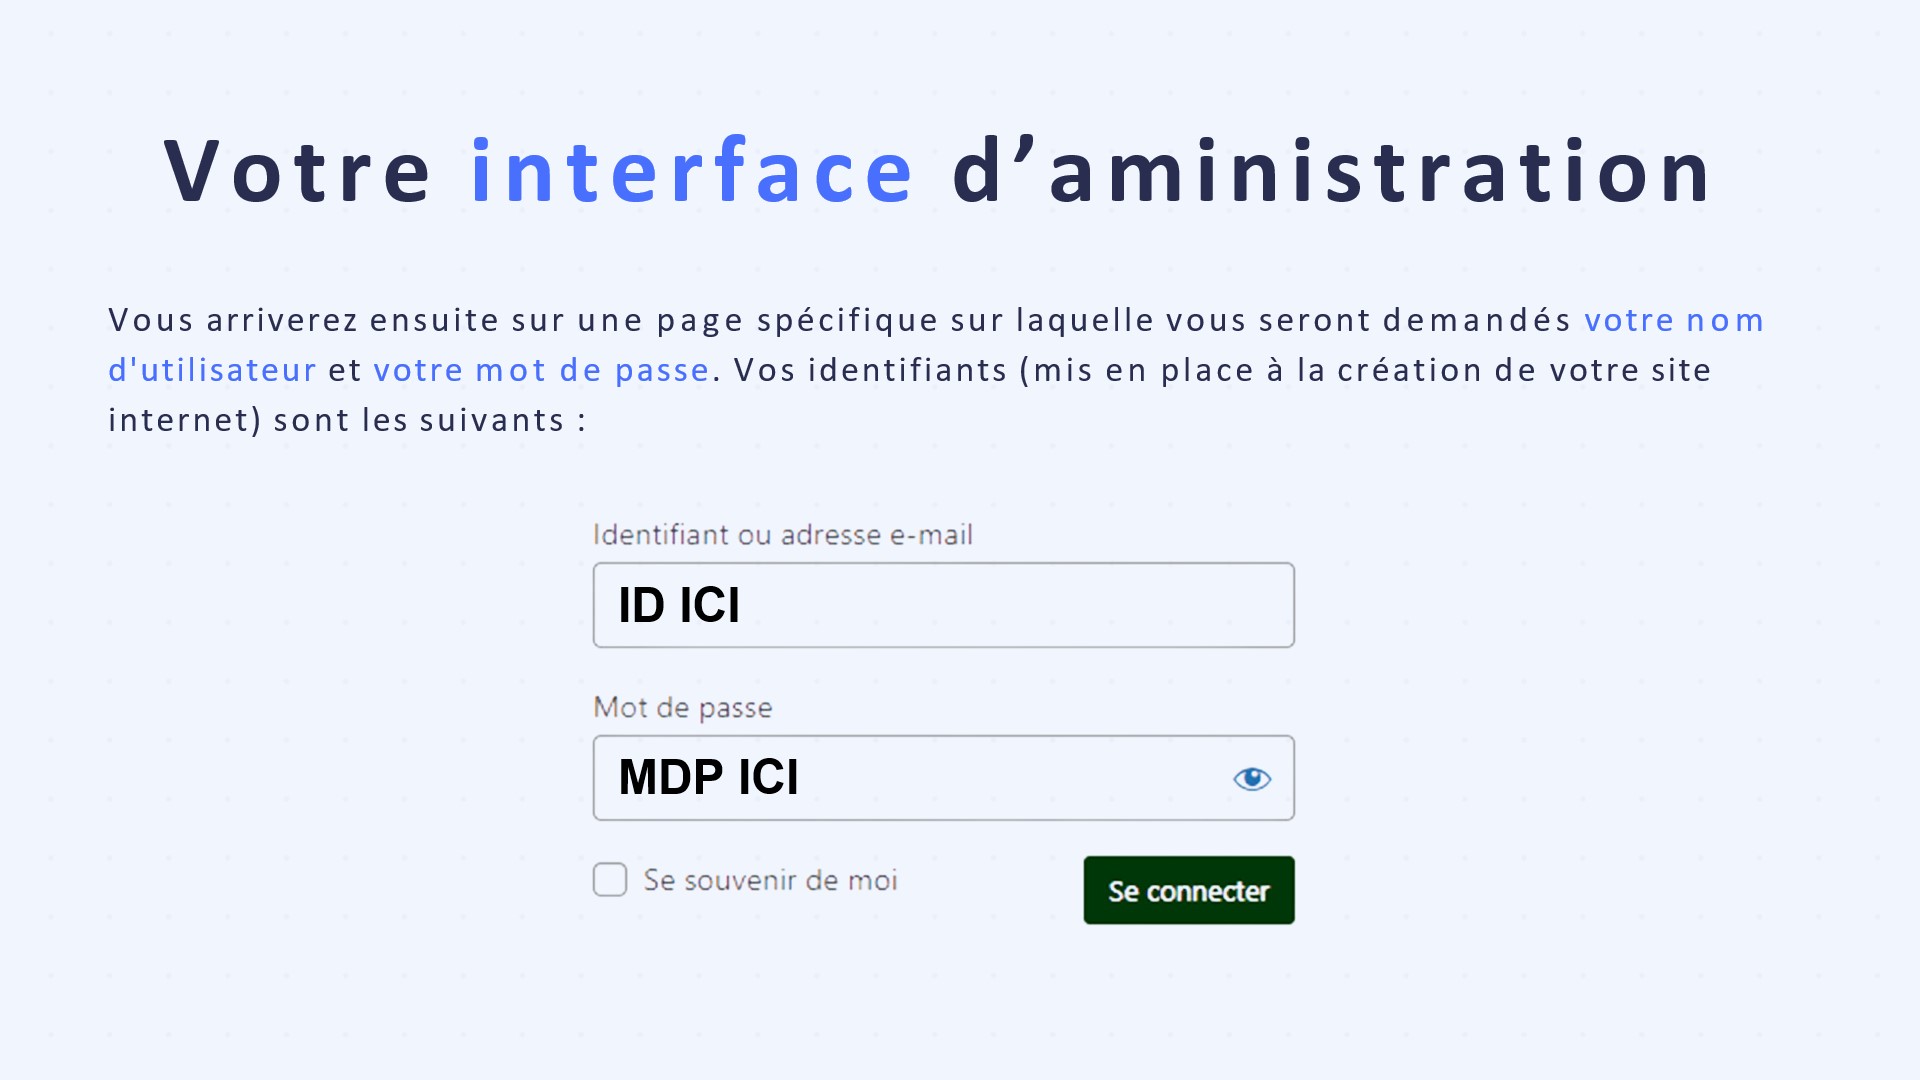 Votre interface d’aministration
Vous arriverez ensuite sur une page spécifique sur laquelle vous seront demandés votre nom
d'utilisateur et votre mot de passe. Vos identifiants (mis en place à la création de votre site
internet) sont les suivants :
Identifiant ou adresse e-mail
ID ICI
Mot de passe
MDP ICI
Se souvenir de moi
Se connecter